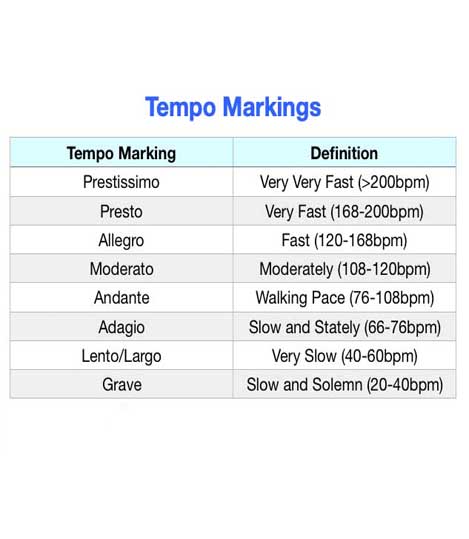 Tempo Markings
Tempo Marking Definition
Prestissimo Very Very Fast (>200bpm)
Presto Very Fast (168-200bpm)
Allegro Fast (120-168bpm)
Moderato Moderately (108-120bpm)
Andante Walking Pace (76-108bpm)
Adagio Slow and Stately (66-76bpm)
Lento/Largo Very Slow (40-60bpm)
Grave Slow and Solemn (20-40bpm)